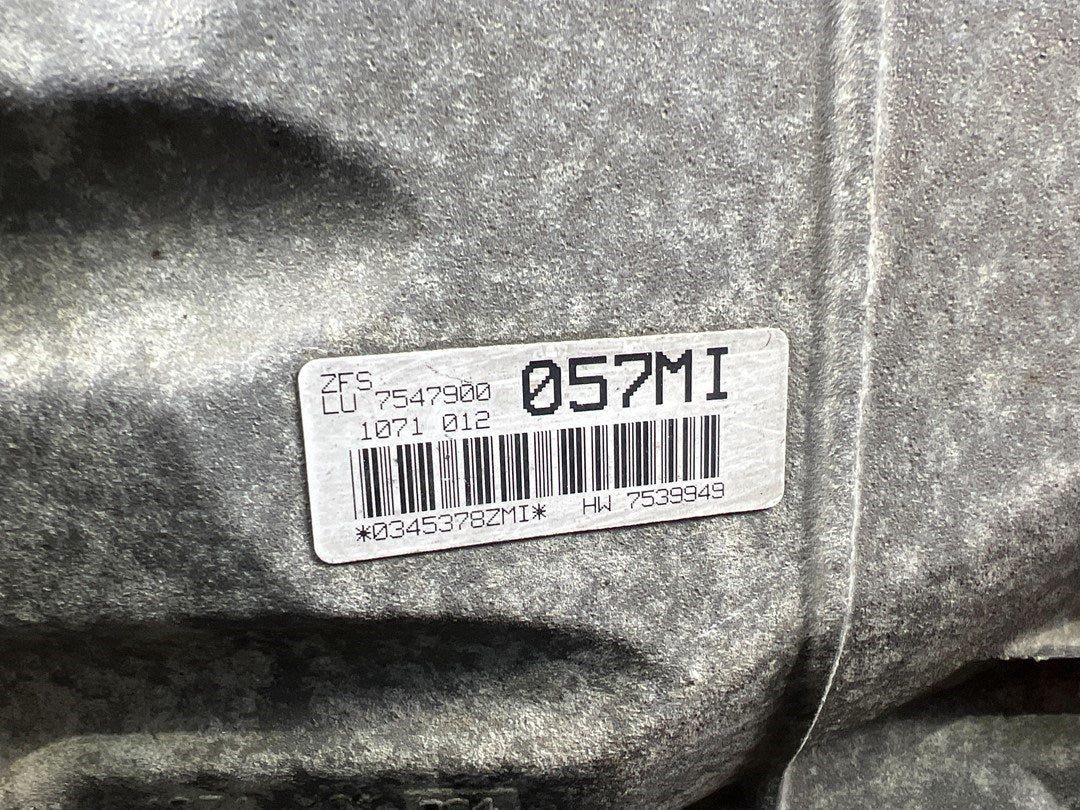 ZFS
LU 7547900
057MI
1071 012
*0345378ZMI* HW 7539949